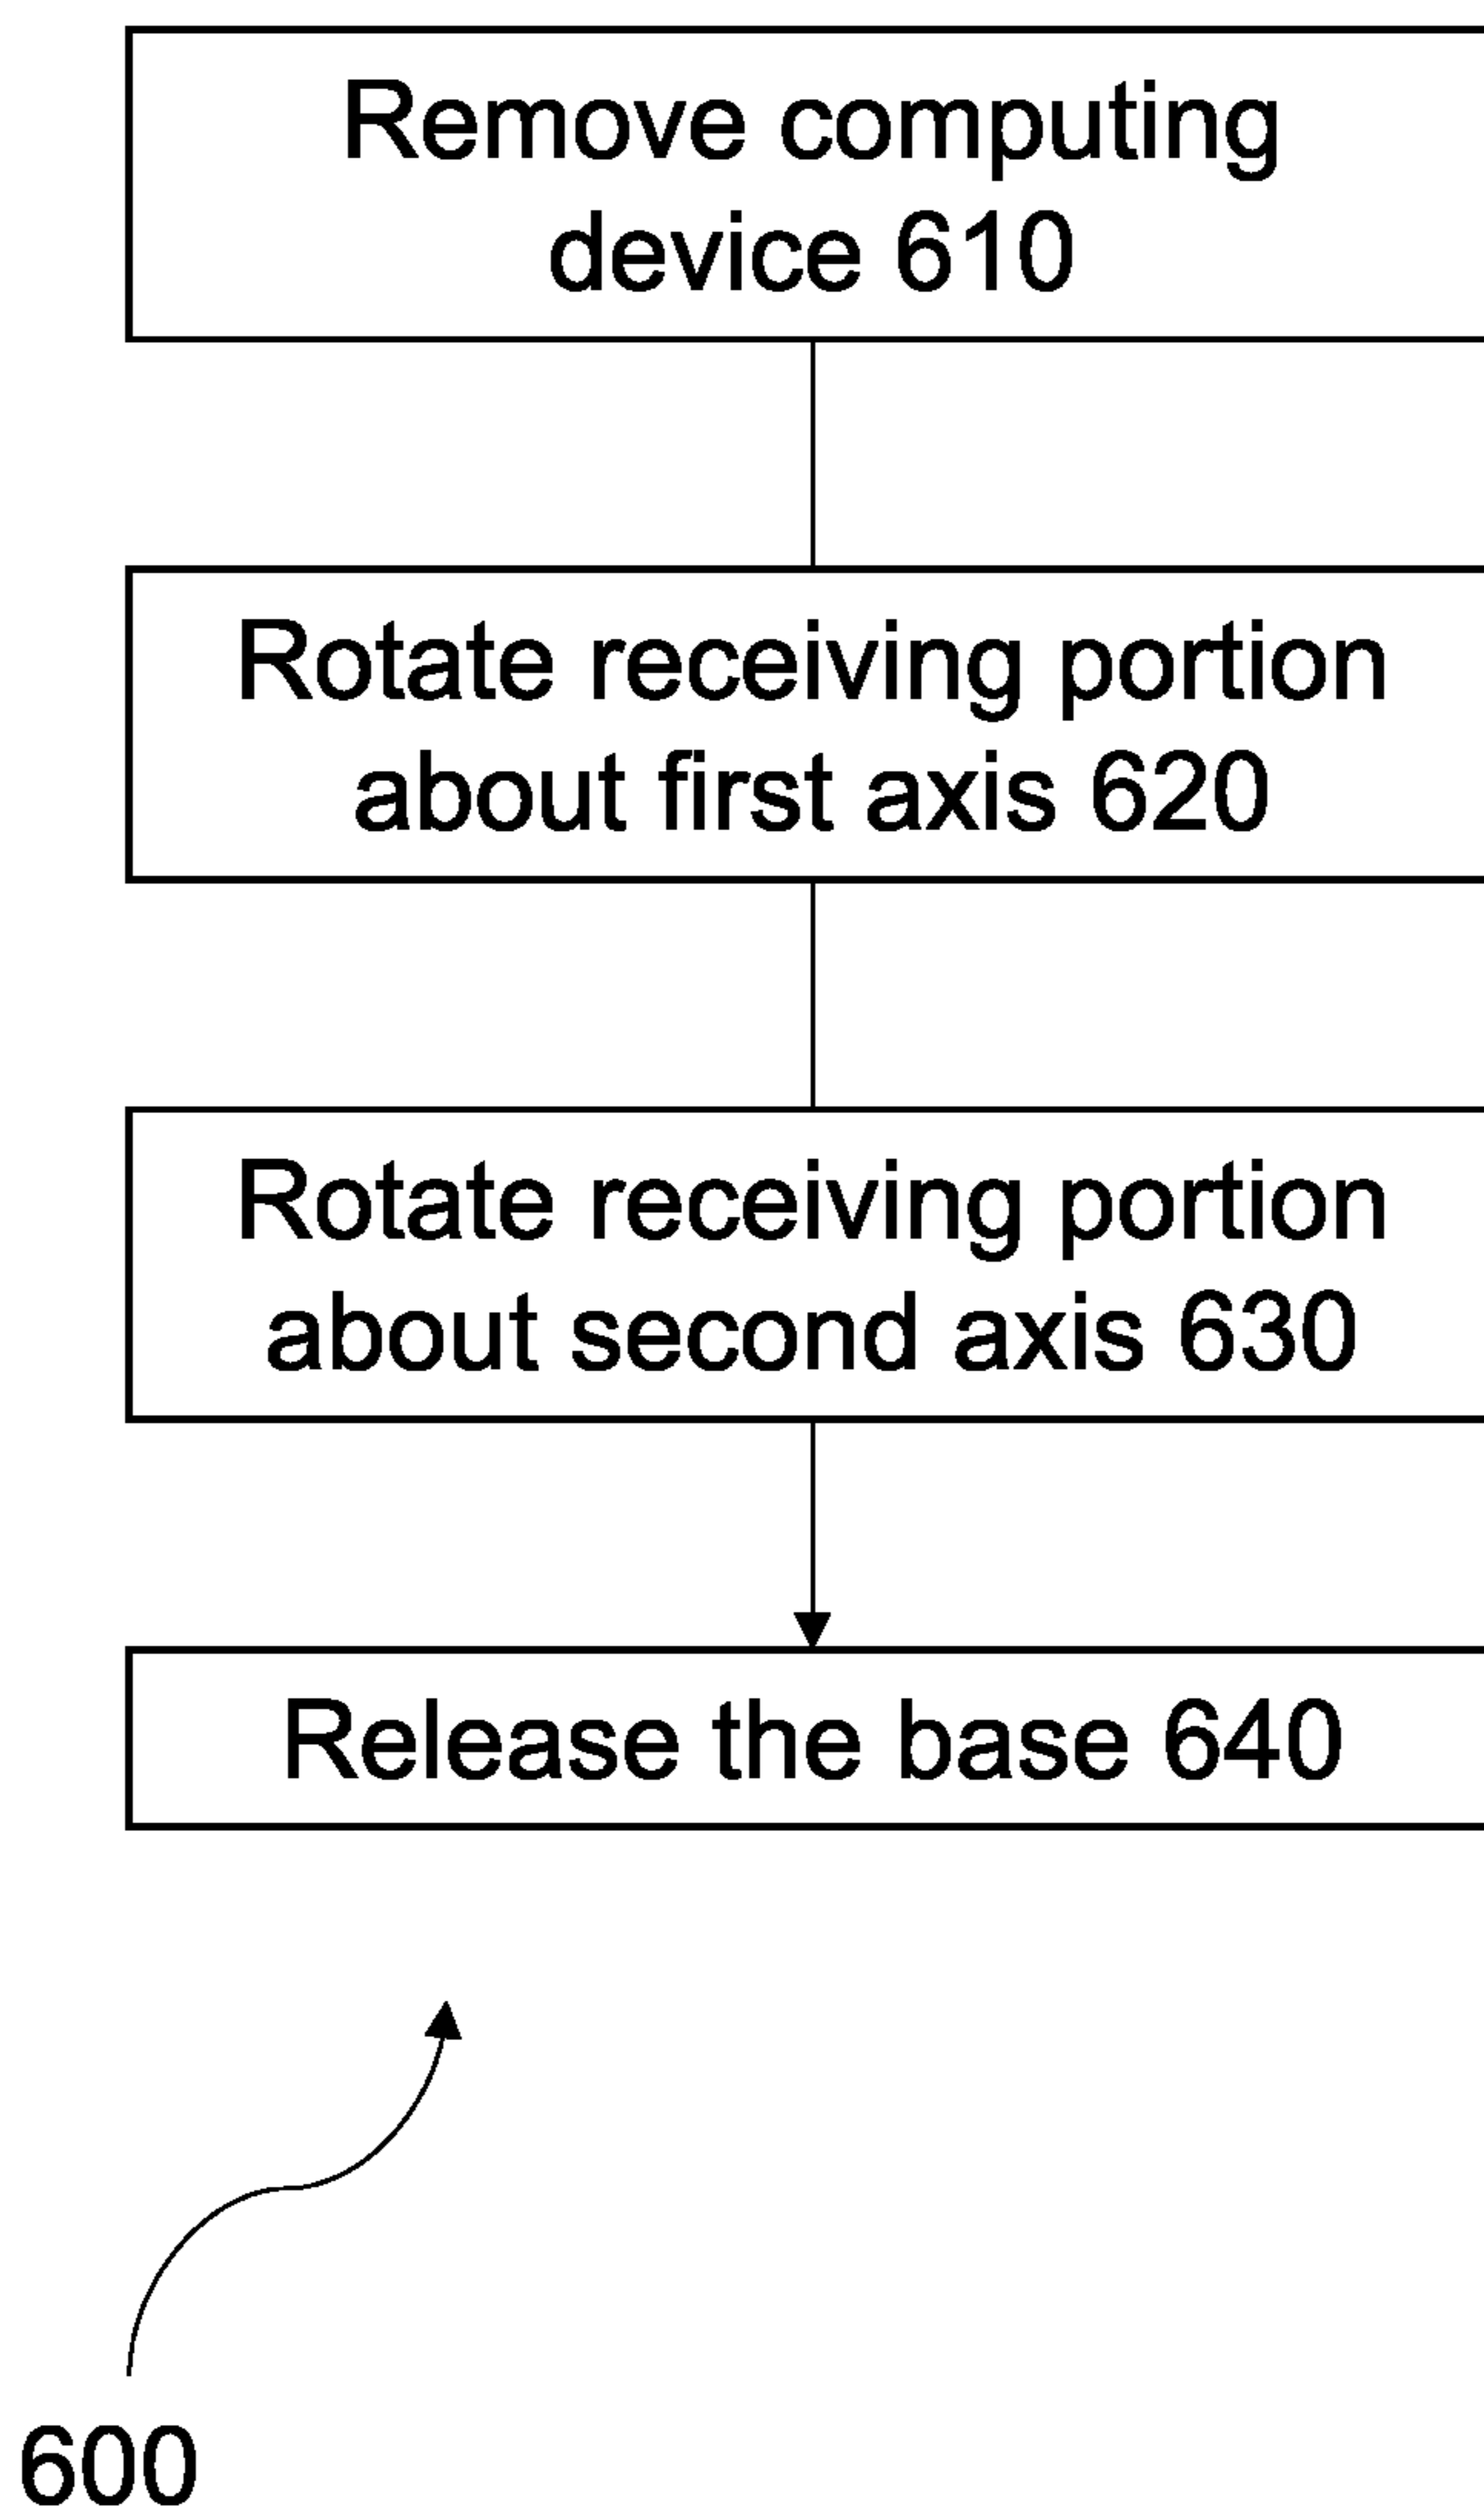 Remove computing
device 610
Rotate receiving portion
about first axis 620
Rotate receiving portion
about second axis 630
Release the base 640
600